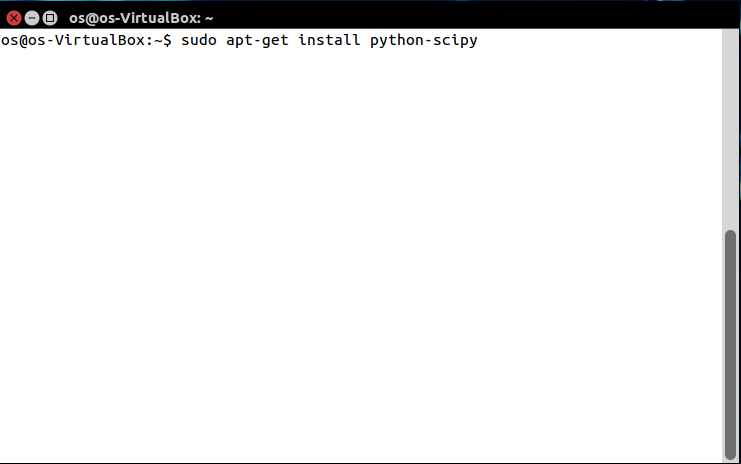 os@os-VirtualBox: ~
os@os-VirtualBox:~$ sudo apt-get install python-scipy